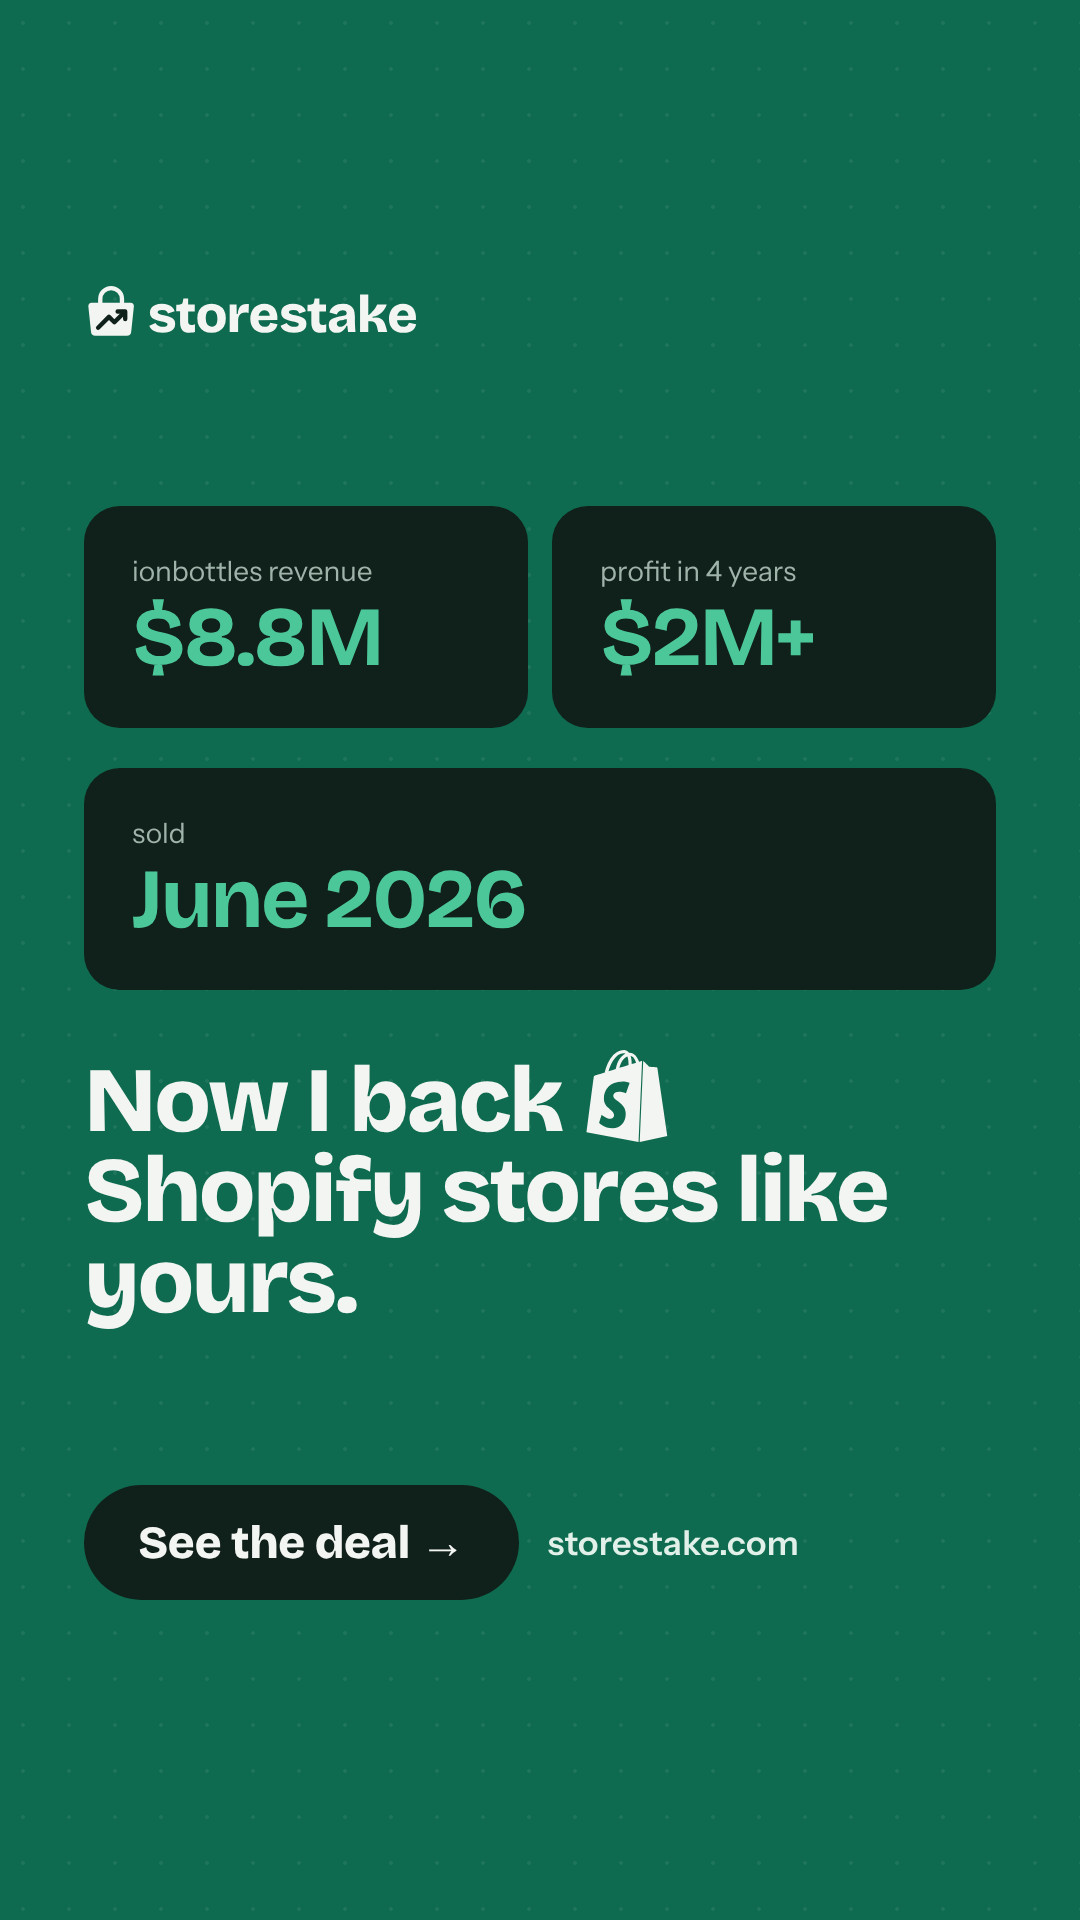 storestake
ionbottles revenue
$8.8M
profit in 4 years
$2M+
sold
June 2026
Now I back
Shopify stores like
yours.
See the deal →
storestake.com